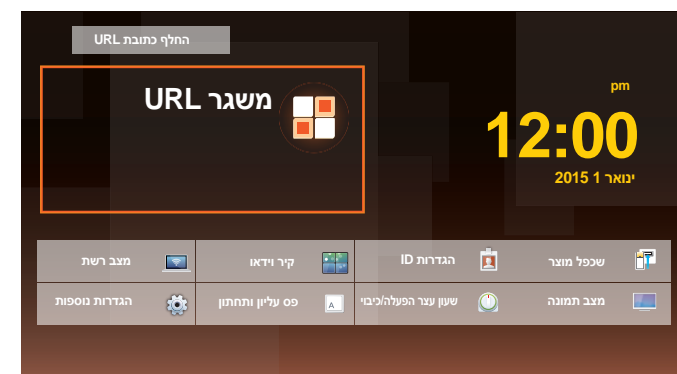 החלף כתובת URL
משגר URL
pm
12:00
ינואר 1 2015
שכפל מוצר
הגדרות ID
קיר וידאו
מצב רשת
מצב תמונה
שעון עצר הפעלה/כיבוי
פס עליון ותחתון
הגדרות נוספות
A